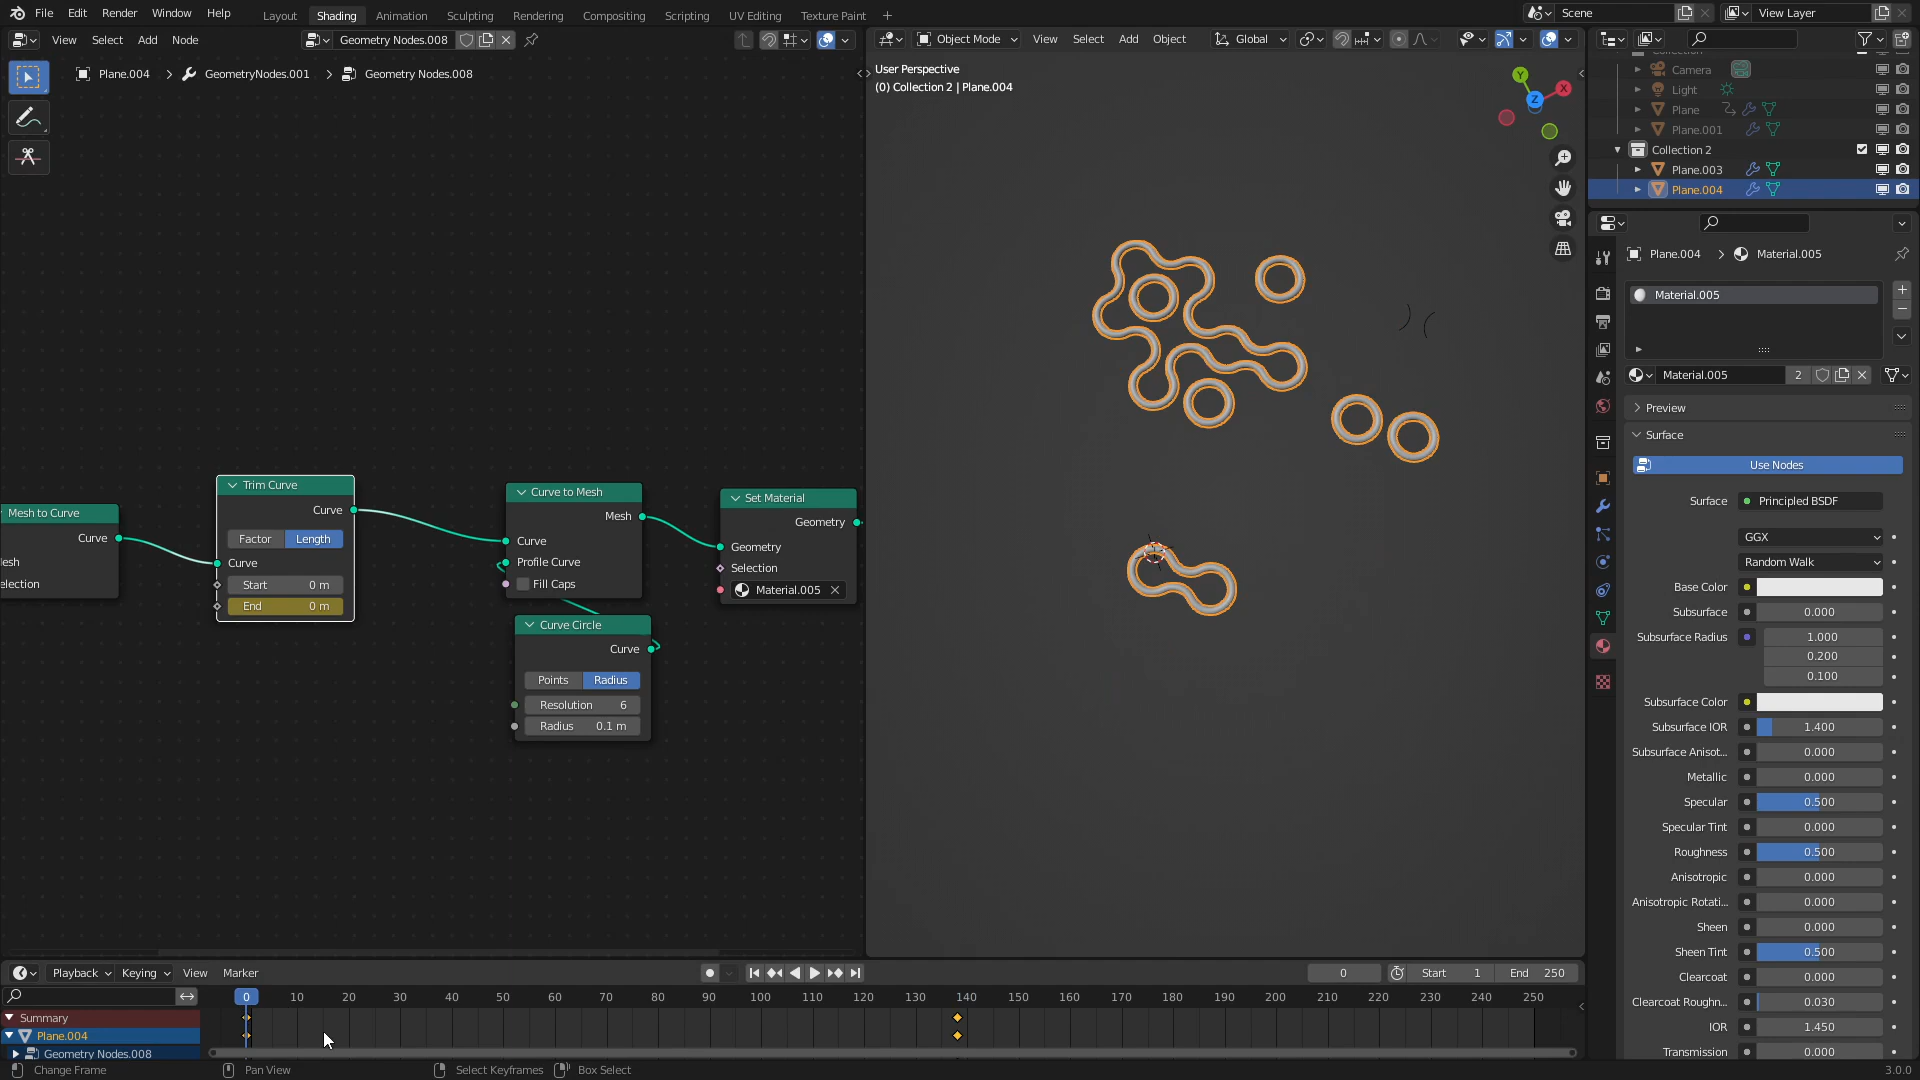 File Edit Render Window Help Layout Shading Animation Sculpting Rendering Compositing Scripting UV Editing Texture Paint + Scene View Layer
View Select Add Node Geometry Nodes.008 Object Mode View Select Add Object Global
Plane.004 > GeometryNodes.001 > Geometry Nodes.008
User Perspective
(0) Collection 2 | Plane.004
Y
X
Z
Camera
Light
Plane
Plane.001
Collection 2
Plane.003
Plane.004
Plane.004 > Material.005
Material.005
Material.005 2
Preview
Surface
Use Nodes
Surface Principled BSDF
GGX
Random Walk
Base Color
Subsurface 0.000
Subsurface Radius 1.000
0.200
0.100
Subsurface Color
Subsurface IOR 1.400
Subsurface Anisot... 0.000
Metallic 0.000
Specular 0.500
Specular Tint 0.000
Roughness 0.500
Anisotropic 0.000
Anisotropic Rotati... 0.000
Sheen 0.000
Sheen Tint 0.500
Clearcoat 0.000
Clearcoat Roughn... 0.030
IOR 1.450
Transmission 0.000
Mesh to Curve
Curve
esh
election
Trim Curve
Curve
Factor Length
Curve
Start 0 m
End 0 m
Curve to Mesh
Mesh
Curve
Profile Curve
Fill Caps
Curve Circle
Curve
Points Radius
Resolution 6
Radius 0.1 m
Set Material
Geometry
Geometry
Selection
Material.005
Playback Keying View Marker 0 Start 1 End 250
0 10 20 30 40 50 60 70 80 90 100 110 120 130 140 150 160 170 180 190 200 210 220 230 240 250
Summary
Plane.004
Geometry Nodes.008
Change Frame Pan View Select Keyframes Box Select 3.0.0